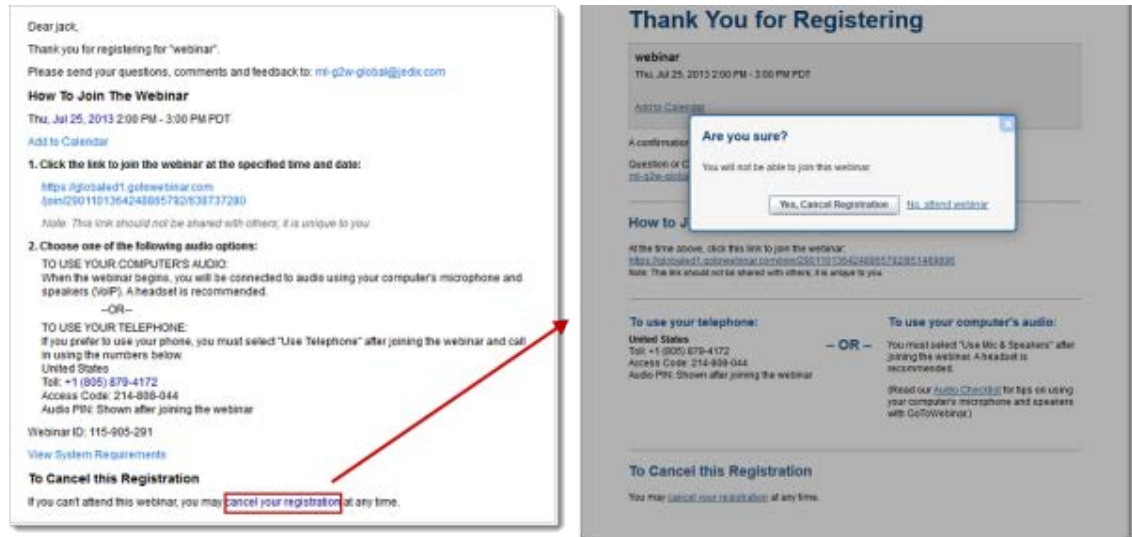 Dear jack,
Thank you for registering for "webinar".
Please send your questions, comments and feedback to: ml-g2w-global@jedix.com
How To Join The Webinar
Thu, Jul 25, 2013 2:00 PM - 3:00 PM PDT
Add to Calendar
1. Click the link to join the webinar at the specified time and date:
https://globaled1.gotowebinar.com
/join/2901101364248865792/638737280
Note: This link should not be shared with others; it is unique to you.
2. Choose one of the following audio options:
TO USE YOUR COMPUTER'S AUDIO:
When the webinar begins, you will be connected to audio using your computer's microphone and
speakers (VoIP). A headset is recommended.
--OR--
TO USE YOUR TELEPHONE:
If you prefer to use your phone, you must select "Use Telephone" after joining the webinar and call
in using the numbers below.
United States
Toll: +1 (805) 879-4172
Access Code: 214-808-044
Audio PIN: Shown after joining the webinar
Webinar ID: 115-905-291
View System Requirements
To Cancel this Registration
If you can't attend this webinar, you may cancel your registration at any time.
Thank You for Registering
webinar
Thu, Jul 25, 2013 2:00 PM - 3:00 PM PDT
Add to Calendar
A confirmation
Question or C
ml-g2w-globa
Are you sure?
You will not be able to join this webinar.
Yes, Cancel Registration
No, attend webinar
How to J
At the time above, click this link to join the webinar:
Note: This link should not be shared with others; it is unique to you.
To use your telephone:
United States
Toll: +1 (805) 879-4172
Access Code: 214-808-044
Audio PIN: Shown after joining the webinar
– OR –
To use your computer's audio:
You must select "Use Mic & Speakers" after
joining the webinar. A headset is
recommended.
(Read our Audio Checklist for tips on using
your computer's microphone and speakers
with GoToWebinar.)
To Cancel this Registration
You may cancel your registration at any time.